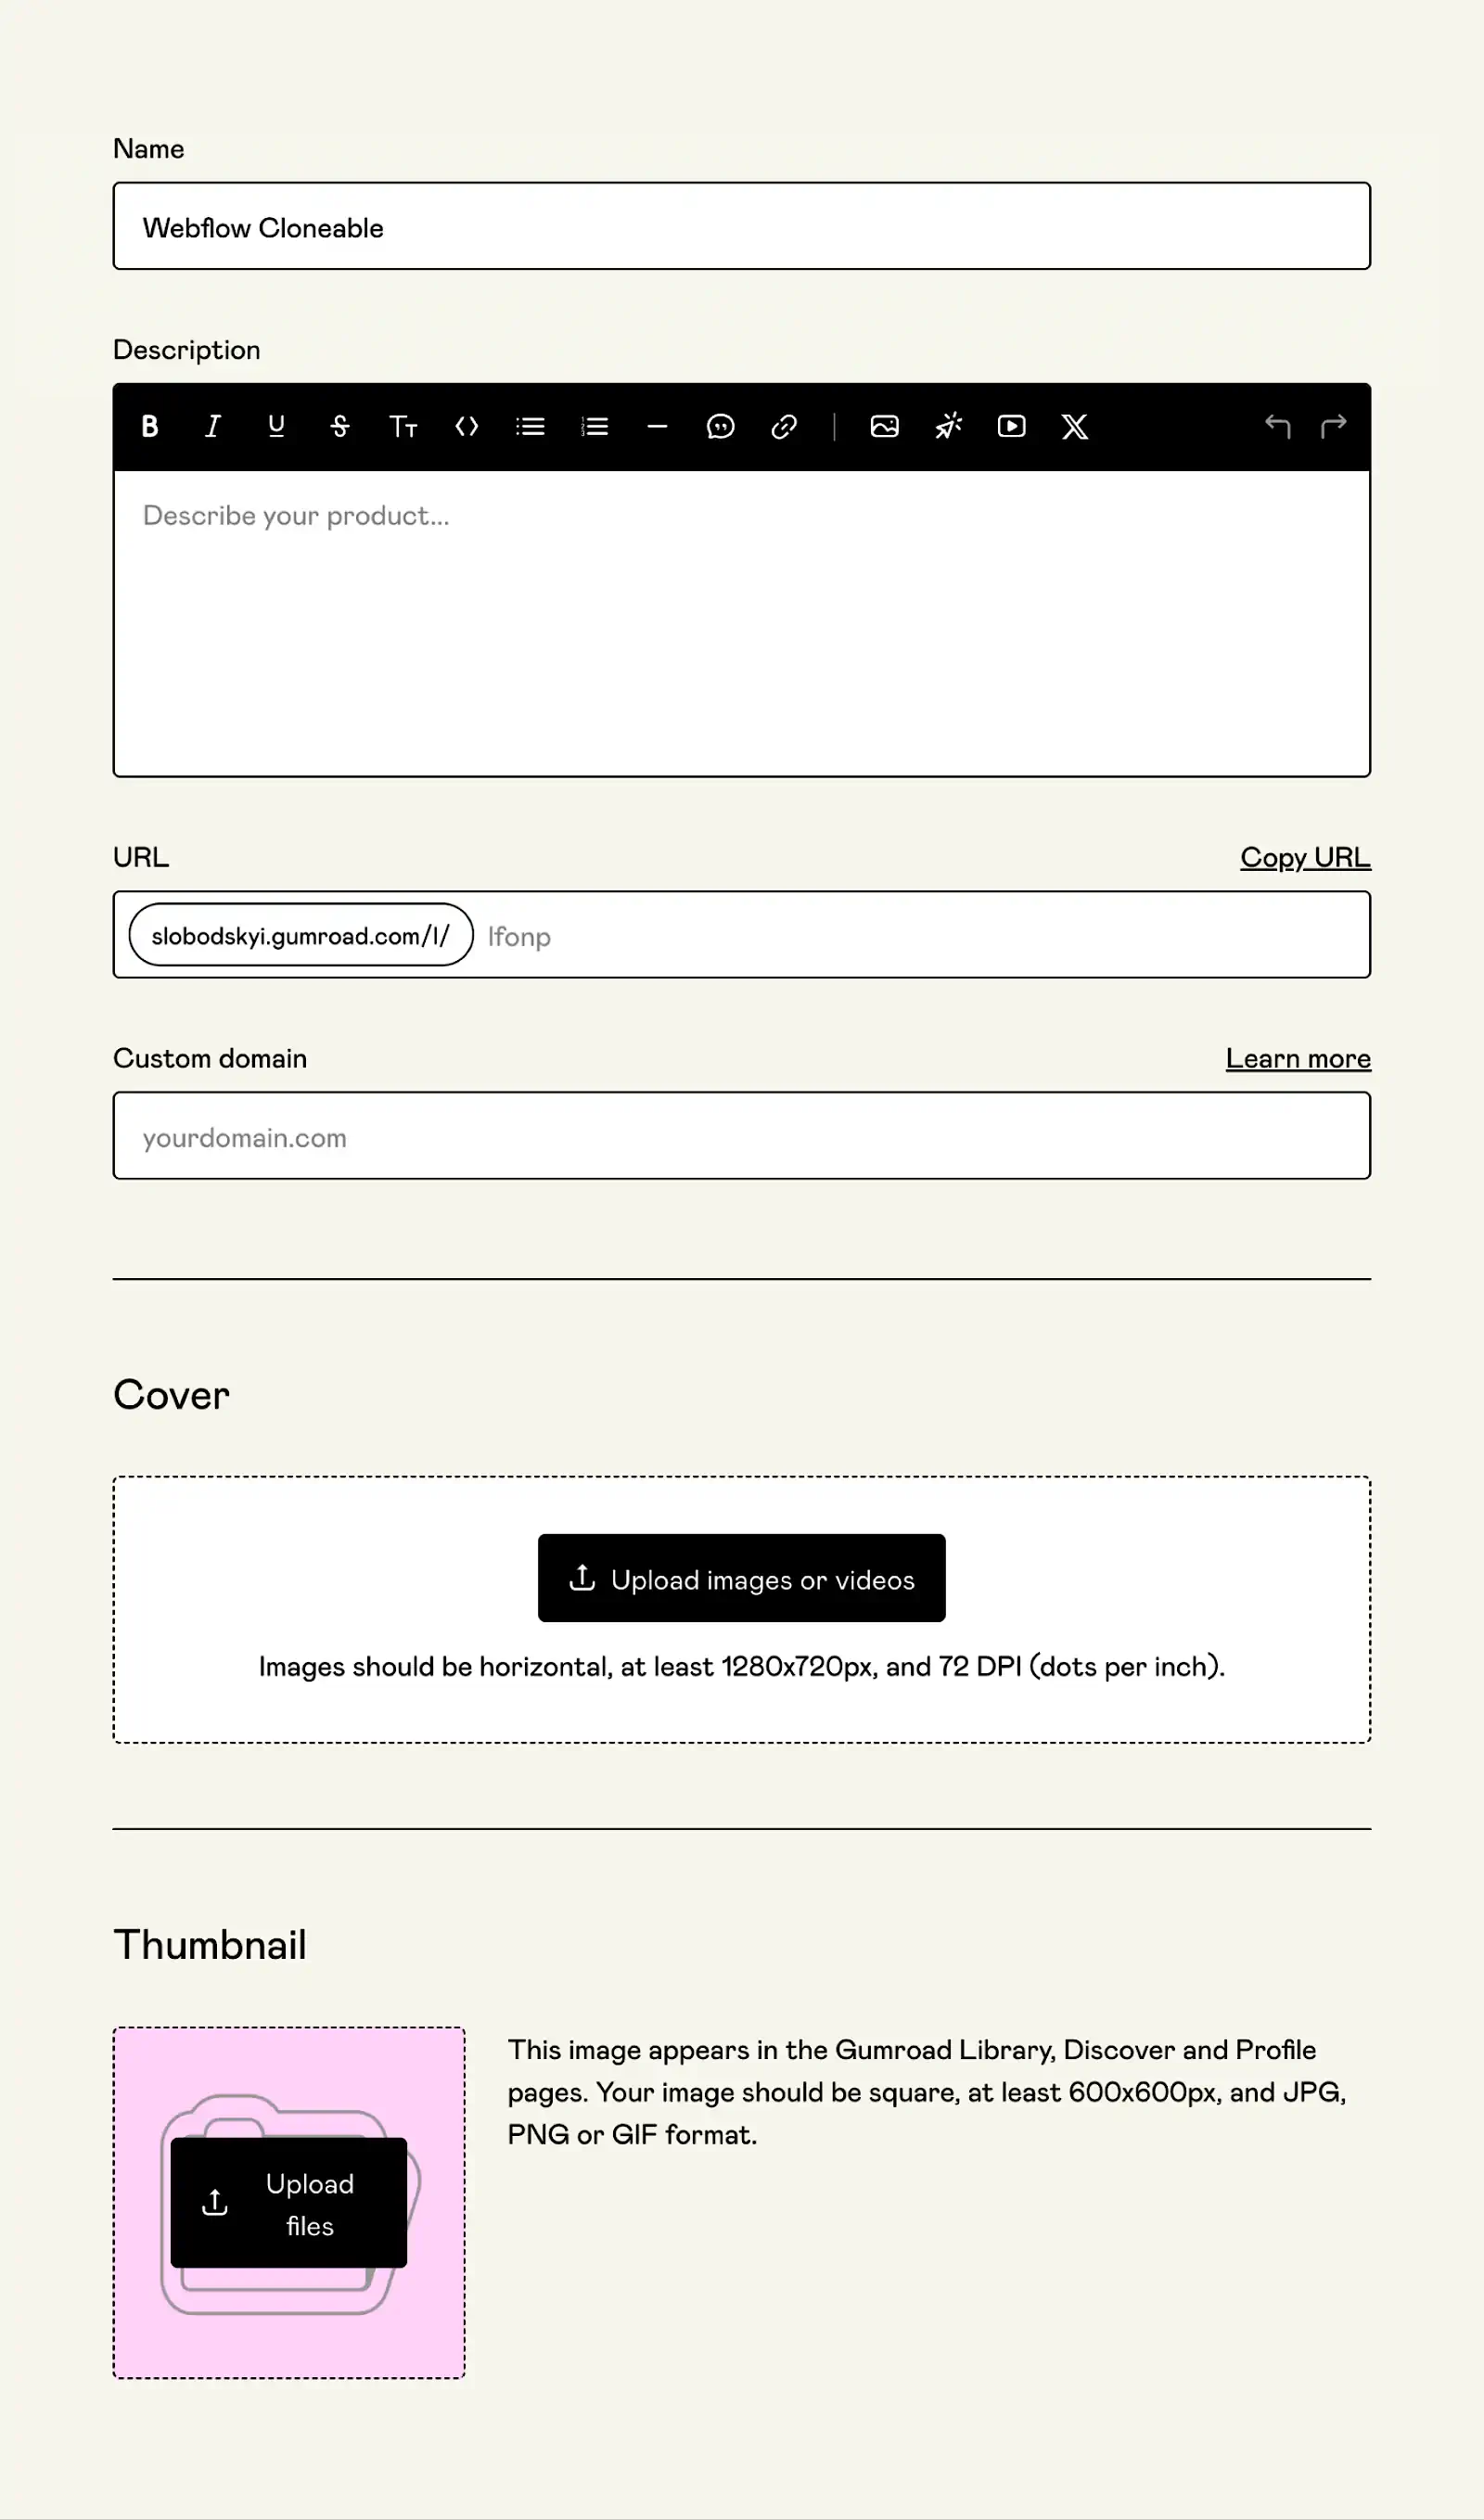 Name
Webflow Cloneable
Description
Describe your product...
URL
Copy URL
slobodskyi.gumroad.com/l/ lfonp
Custom domain
Learn more
yourdomain.com
Cover
Upload images or videos
Images should be horizontal, at least 1280x720px, and 72 DPI (dots per inch).
Thumbnail
Upload
files
This image appears in the Gumroad Library, Discover and Profile
pages. Your image should be square, at least 600x600px, and JPG,
PNG or GIF format.